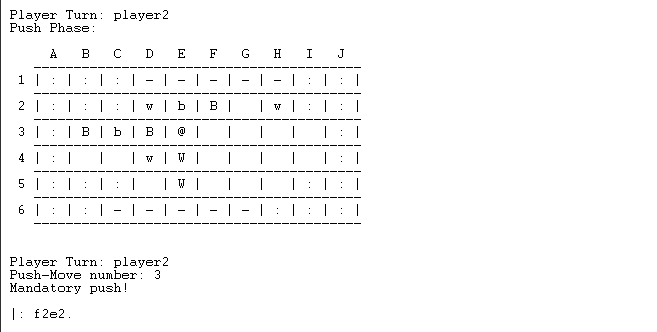 Player Turn: player2
Push Phase:
A B C D E F G H I J
------------------------------------------
1 | : | : | : | - | - | - | - | - | : | : |
------------------------------------------
2 | : | : | : | w | b | B |   | w | : | : |
------------------------------------------
3 | : | B | b | B | @ |   |   |   |   | : |
------------------------------------------
4 | : |   |   | w | W |   |   |   |   | : |
------------------------------------------
5 | : | : | : |   | W |   |   |   | : | : |
------------------------------------------
6 | : | : | - | - | - | - | - | : | : | : |
------------------------------------------
Player Turn: player2
Push-Move number: 3
Mandatory push!
|: f2e2.